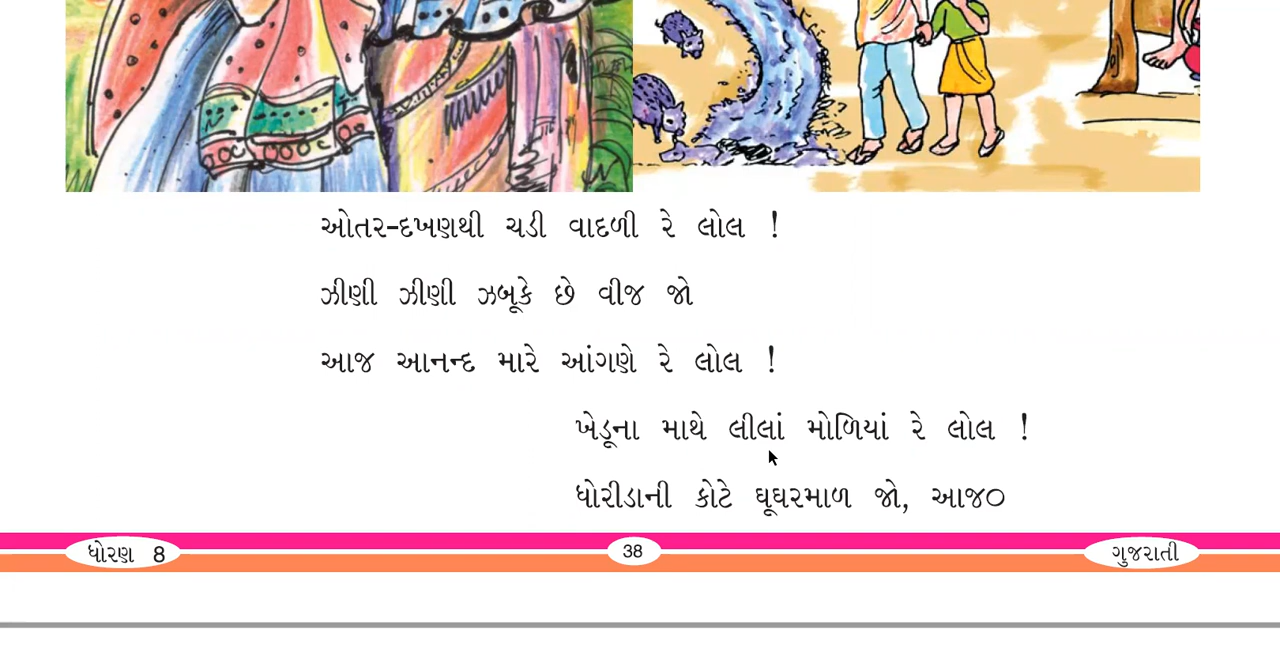 ઓતર-દખણથી ચડી વાદળી રે લોલ !
ઝીણી ઝીણી ઝબૂકે છે વીજ જો
આજ આનન્દ મારે આંગણે રે લોલ !
ખેડૂના માથે લીલાં મોળિયાં રે લોલ !
ધોરીડાની કોટે ઘૂઘરમાળ જો, આજ૦
ધોરણ 8 38 ગુજરાતી